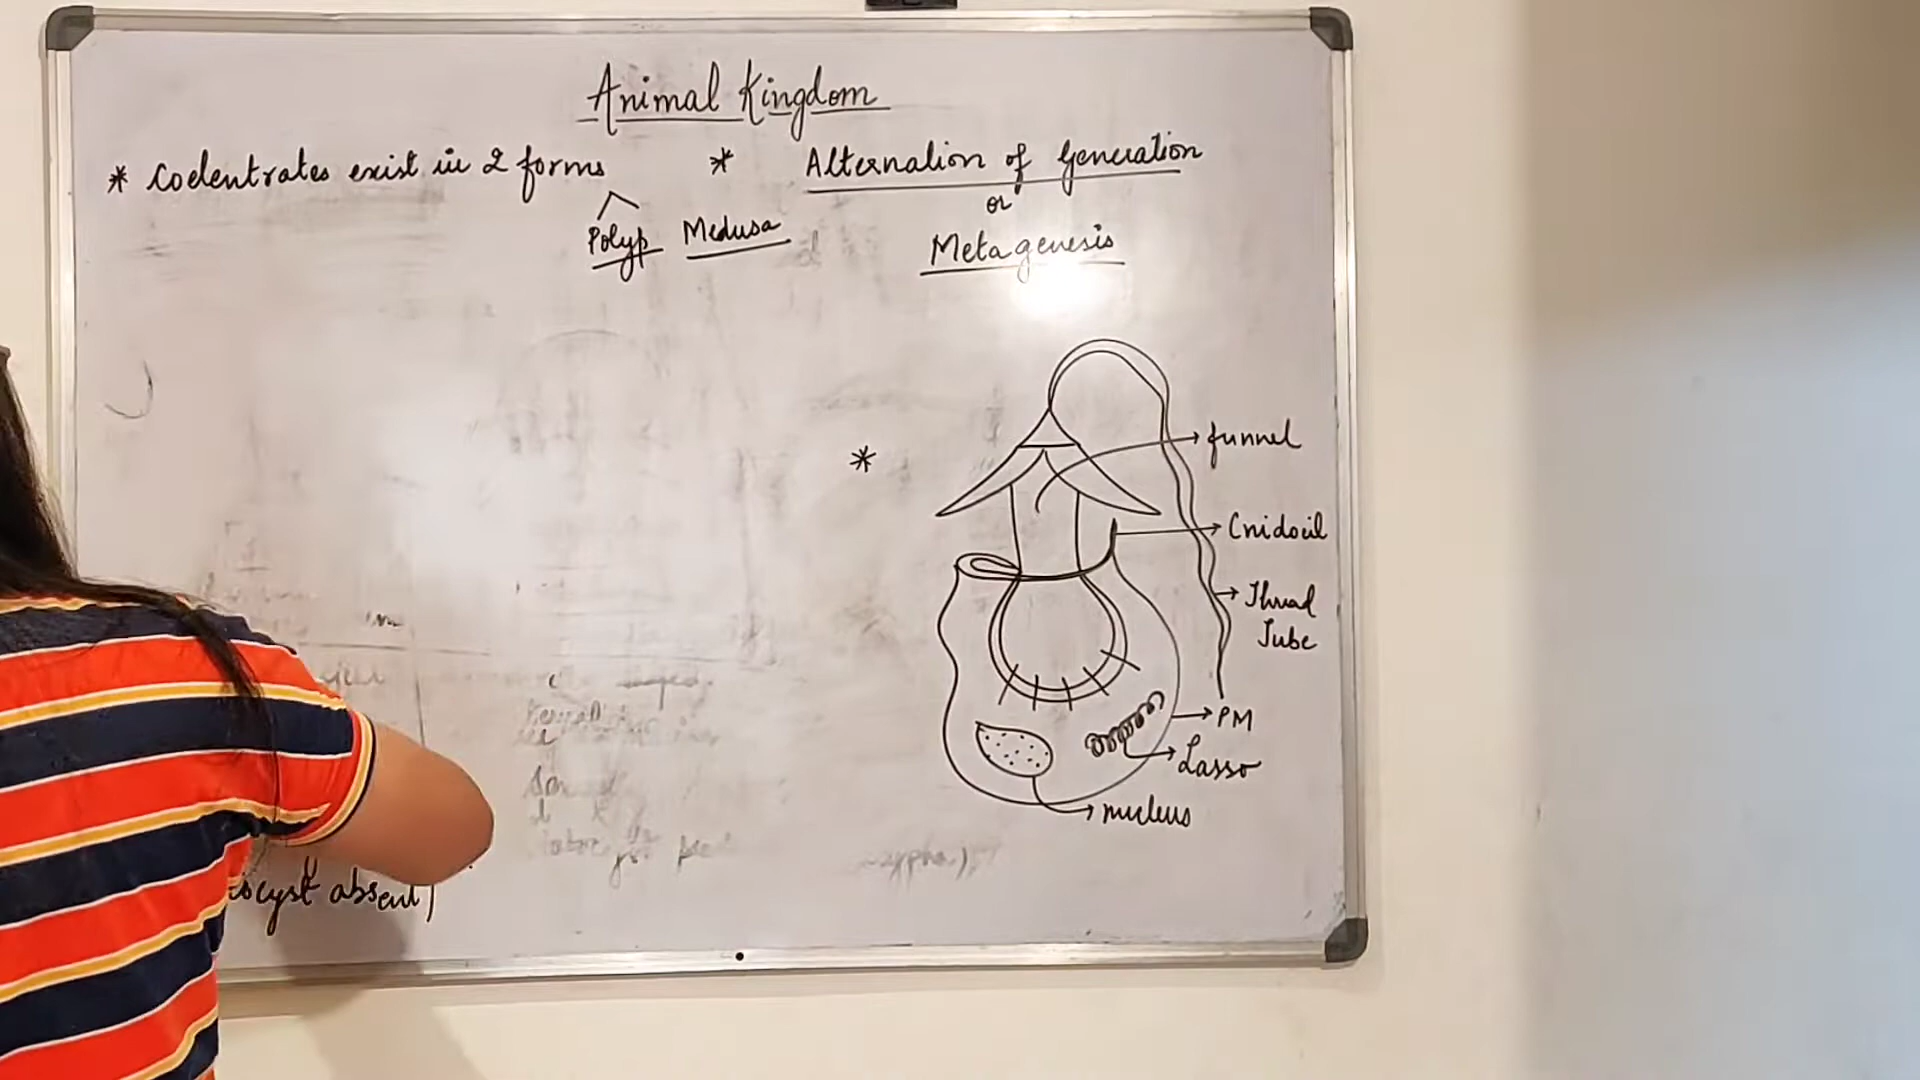 Animal Kingdom
* Coelentrates exist in 2 forms
Polyp Medusa
* Alternation of Generation
or
Metagenesis
*
funnel
Cnidocil
Thread
Tube
PM
Lasso
nucleus
absent)